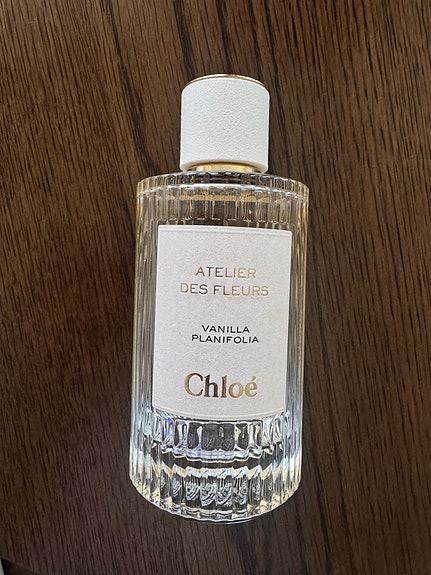 ATELIER
DES FLEURS
VANILLA
PLANIFOLIA
Chloé